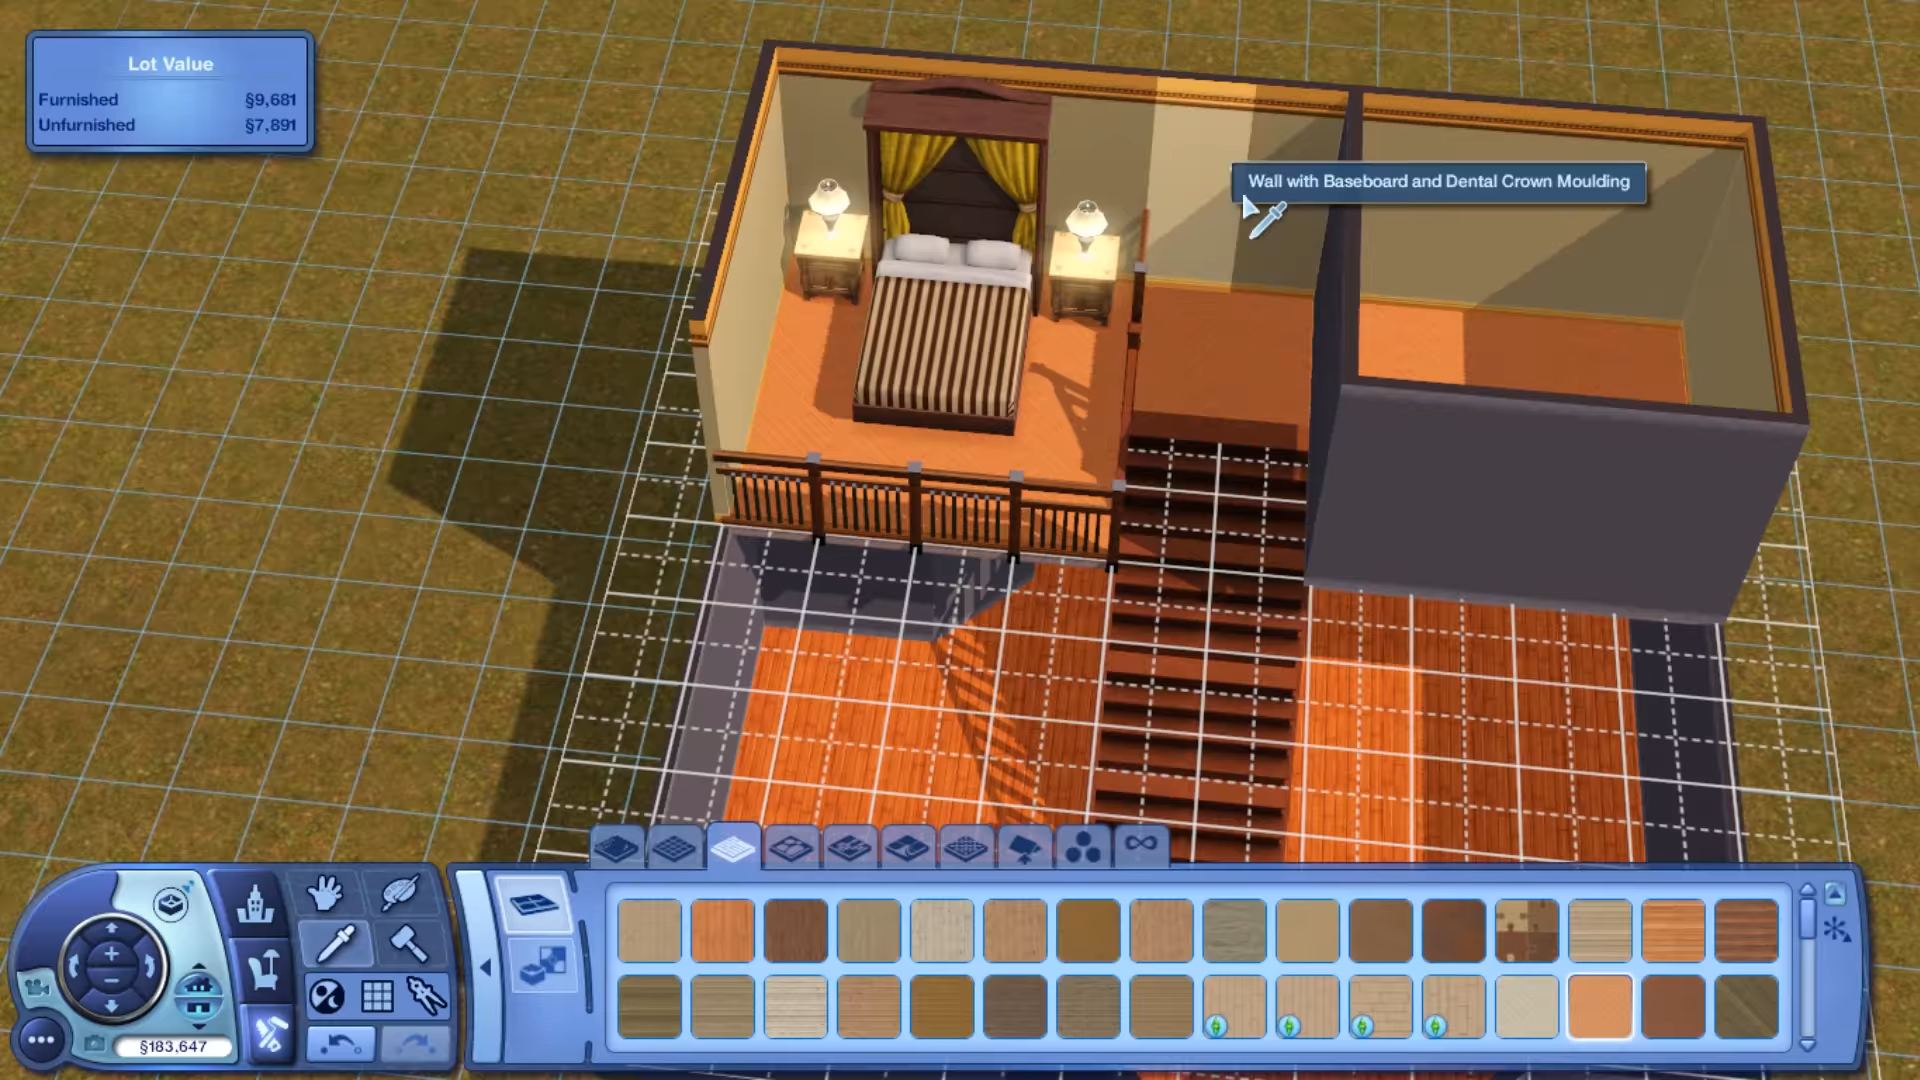 Lot Value
Furnished §9,681
Unfurnished §7,891
Wall with Baseboard and Dental Crown Moulding
§183,647